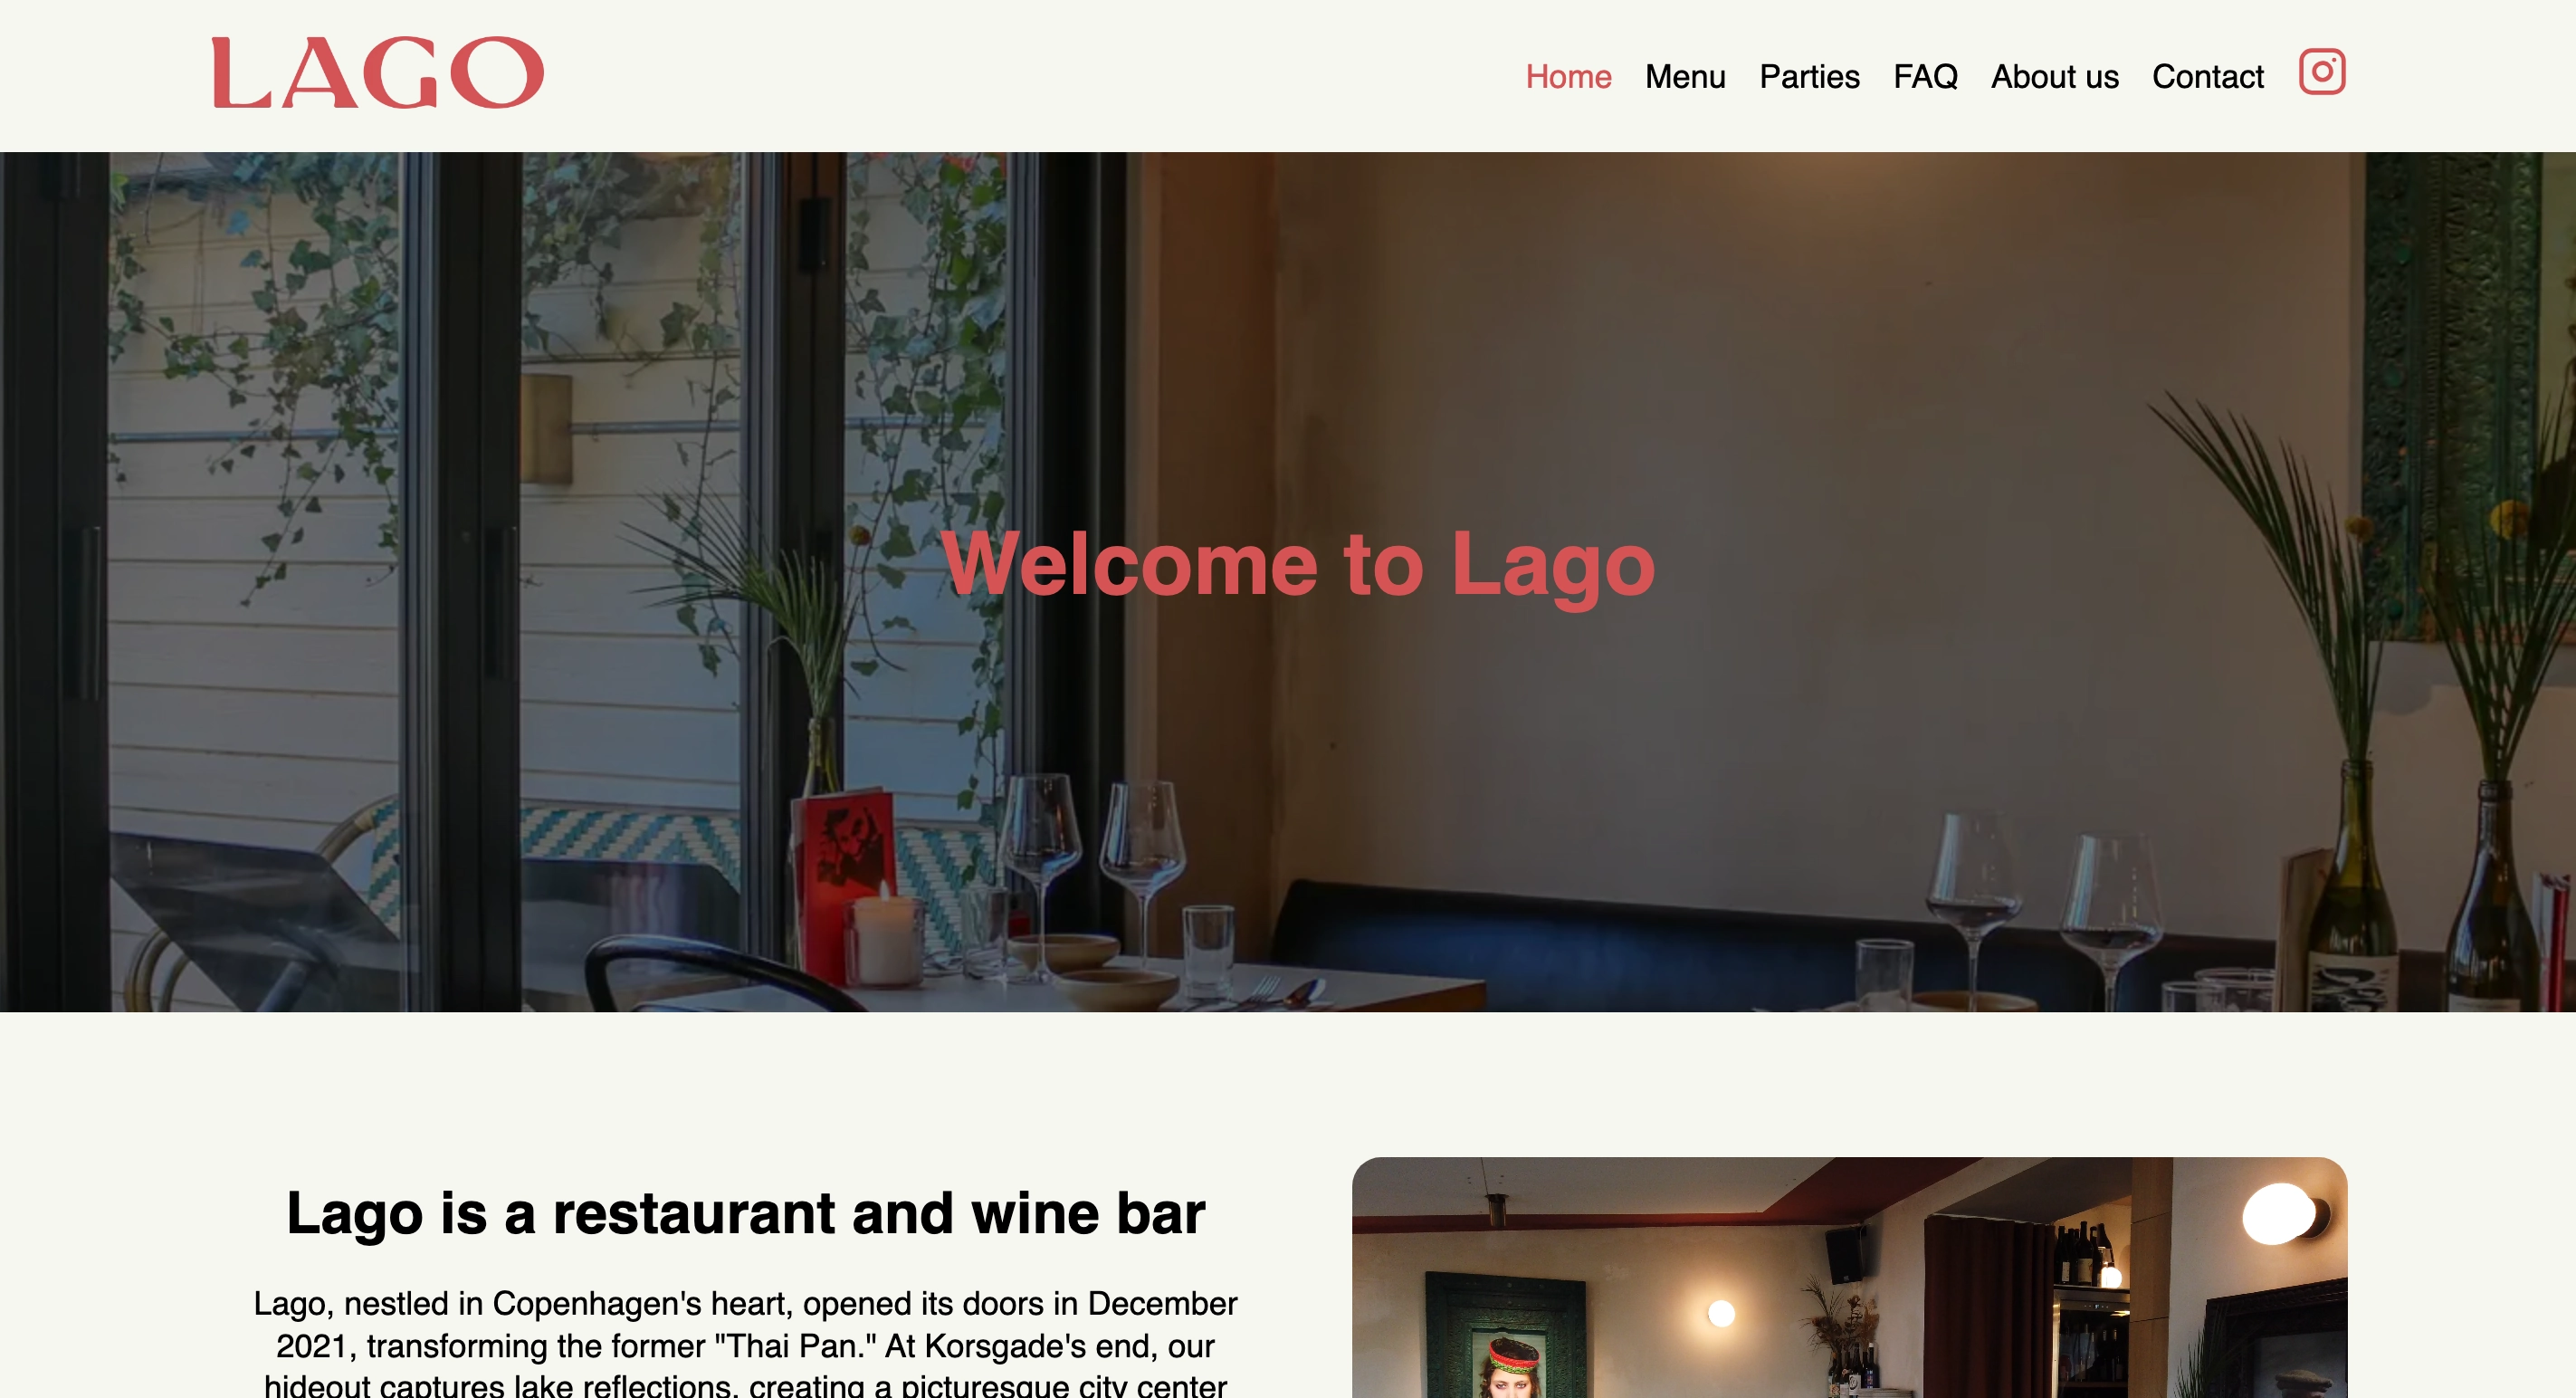 LAGO
Home Menu Parties FAQ About us Contact
Welcome to Lago
Lago is a restaurant and wine bar
Lago, nestled in Copenhagen's heart, opened its doors in December
2021, transforming the former "Thai Pan." At Korsgade's end, our
hideout captures lake reflections, creating a picturesque city center